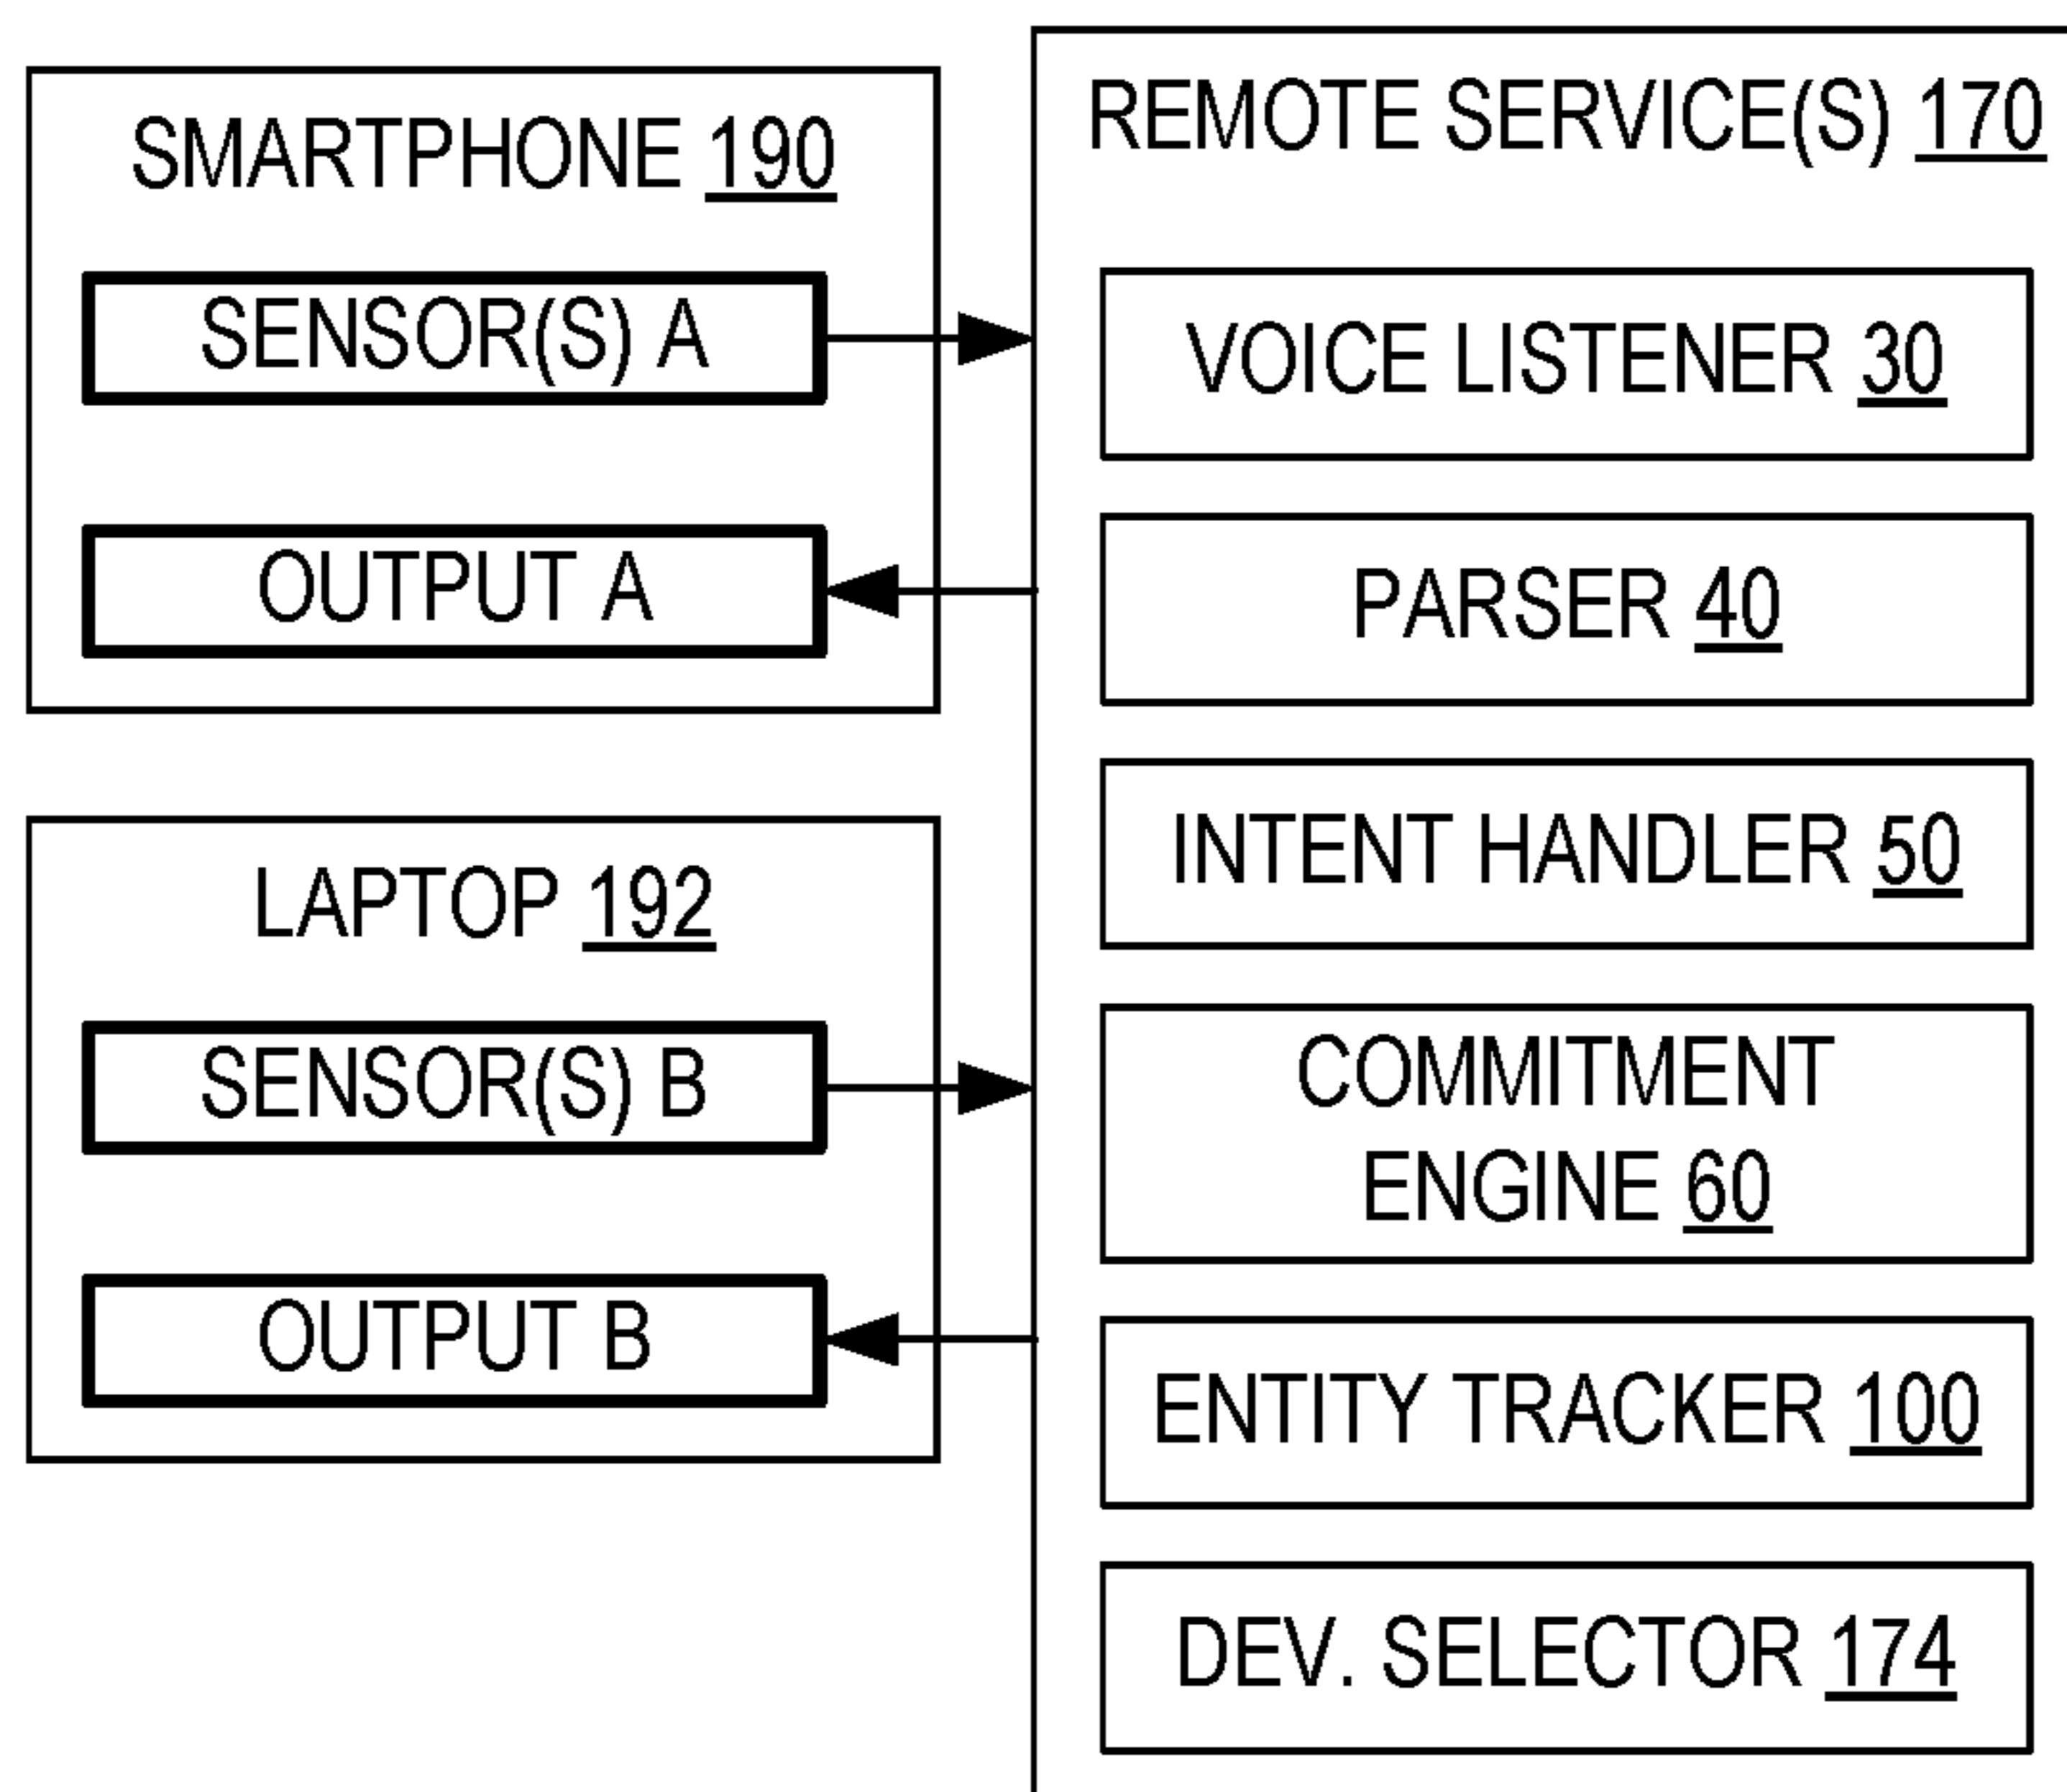 SMARTPHONE 190
SENSOR(S) A
OUTPUT A
LAPTOP 192
SENSOR(S) B
OUTPUT B
REMOTE SERVICE(S) 170
VOICE LISTENER 30
PARSER 40
INTENT HANDLER 50
COMMITMENT
ENGINE 60
ENTITY TRACKER 100
DEV. SELECTOR 174